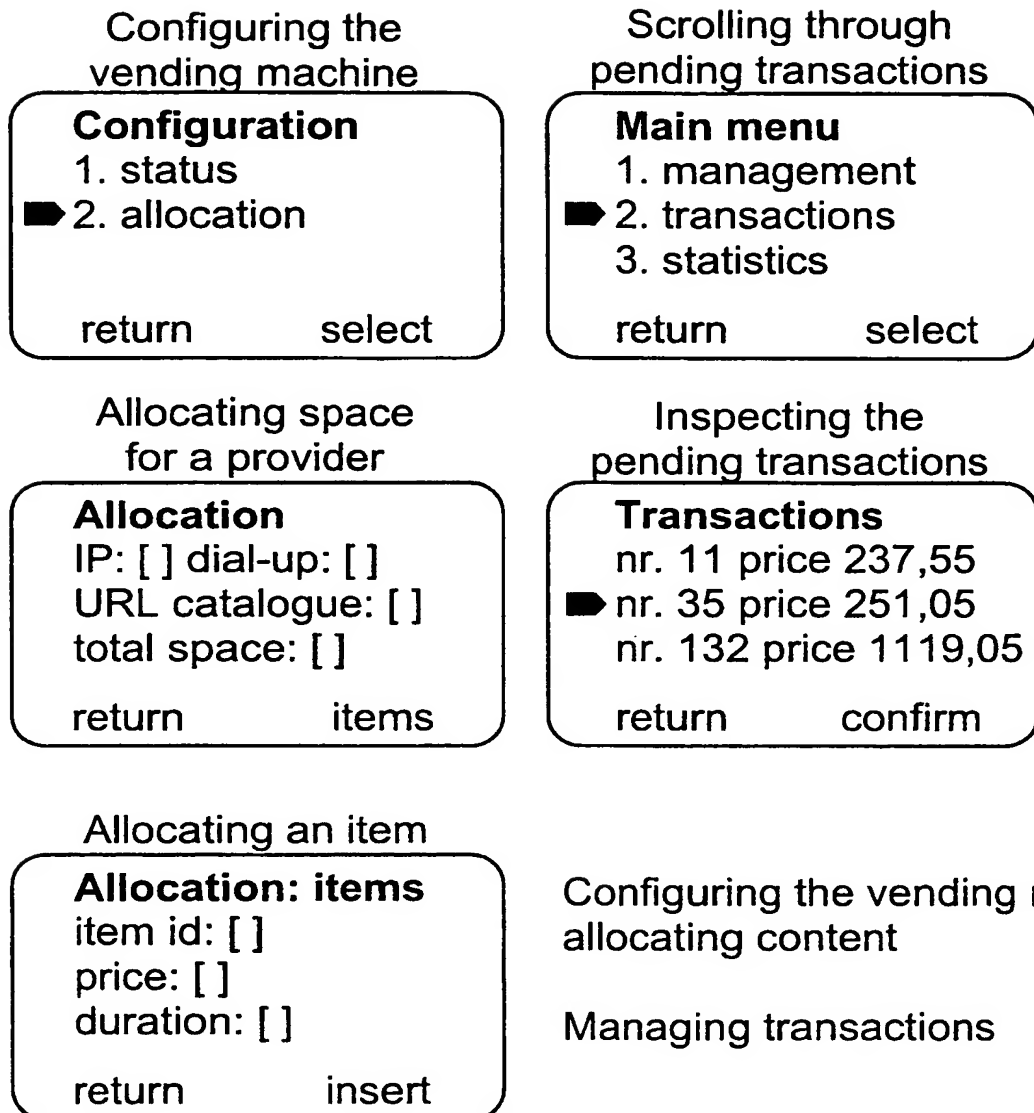 Configuring the
vending machine
Configuration
1. status
2. allocation
return select
Scrolling through
pending transactions
Main menu
1. management
2. transactions
3. statistics
return select
Allocating space
for a provider
Allocation
IP: [ ] dial-up: [ ]
URL catalogue: [ ]
total space: [ ]
return items
Inspecting the
pending transactions
Transactions
nr. 11 price 237,55
nr. 35 price 251,05
nr. 132 price 1119,05
return confirm
Allocating an item
Allocation: items
item id: [ ]
price: [ ]
duration: [ ]
return insert
Configuring the vending
allocating content
Managing transactions